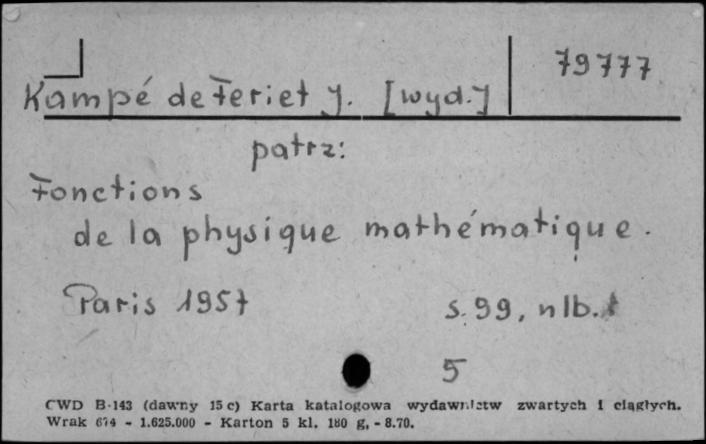 79777
Kampé de Feriet J. [wyd.]
patrz:
Fonctions
de la physique mathématique.
Paris 1957
s. 99, nlb.
5
CWD B-143 (dawny 15 c) Karta katalogowa wydawnictw zwartych i ciągłych.
Wrak 674 - 1.625.000 - Karton 5 kl. 180 g. - 8.70.